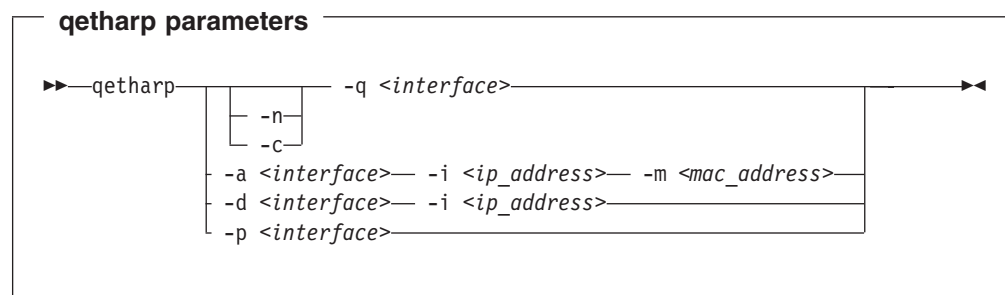 qetharp parameters
qetharp -q <interface>
-n
-c
-a <interface> -i <ip_address> -m <mac_address>
-d <interface> -i <ip_address>
-p <interface>